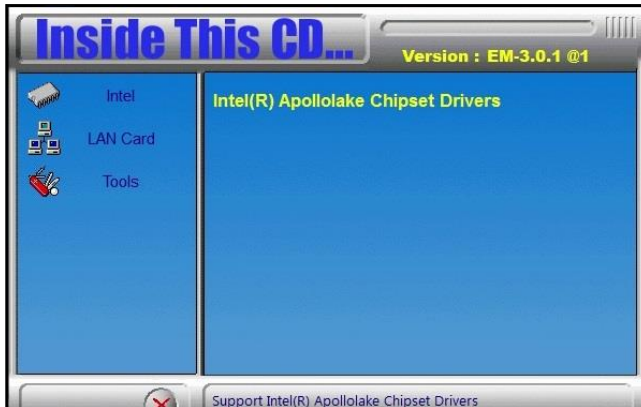 Inside This CD...
Version : EM-3.0.1 @1
Intel
LAN Card
Tools
Intel(R) Apollolake Chipset Drivers
Support Intel(R) Apollolake Chipset Drivers